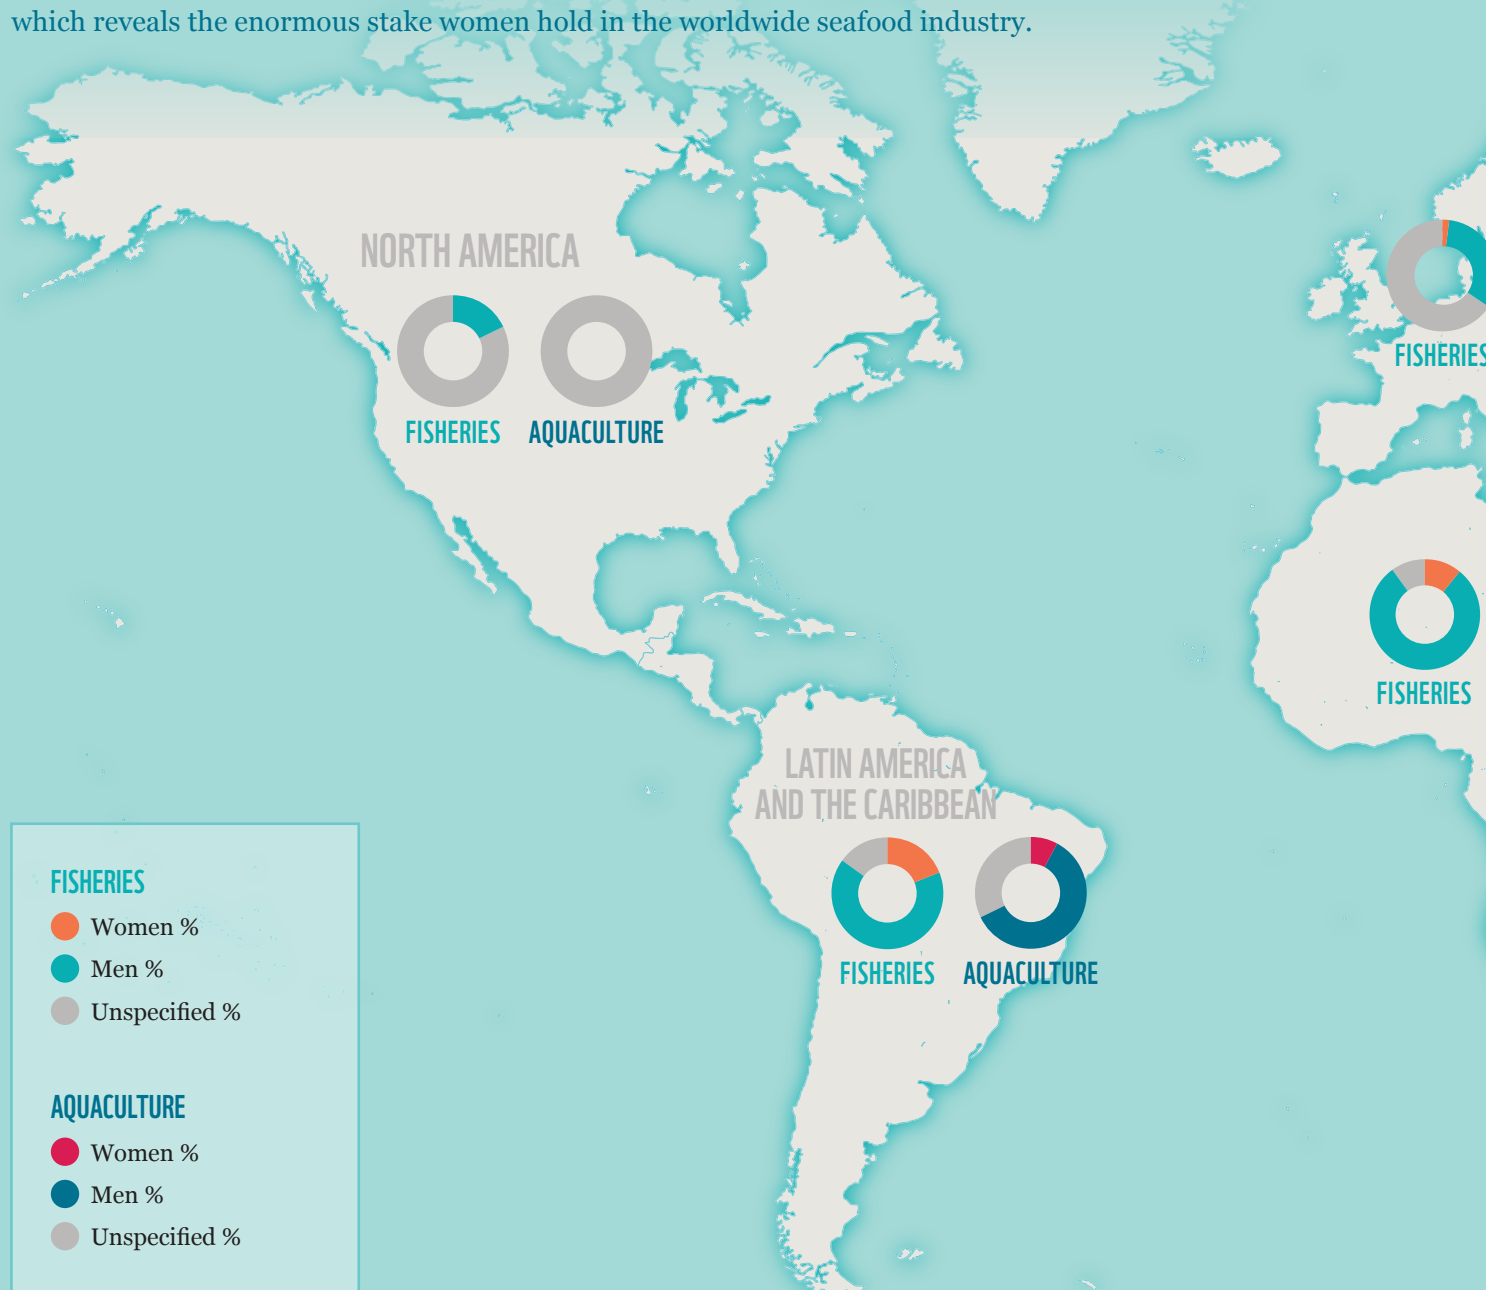 which reveals the enormous stake women hold in the worldwide seafood industry.
NORTH AMERICA
FISHERIES
AQUACULTURE
FISHERIES
FISHERIES
LATIN AMERICA
AND THE CARIBBEAN
FISHERIES
AQUACULTURE
FISHERIES
Women %
Men %
Unspecified %
AQUACULTURE
Women %
Men %
Unspecified %